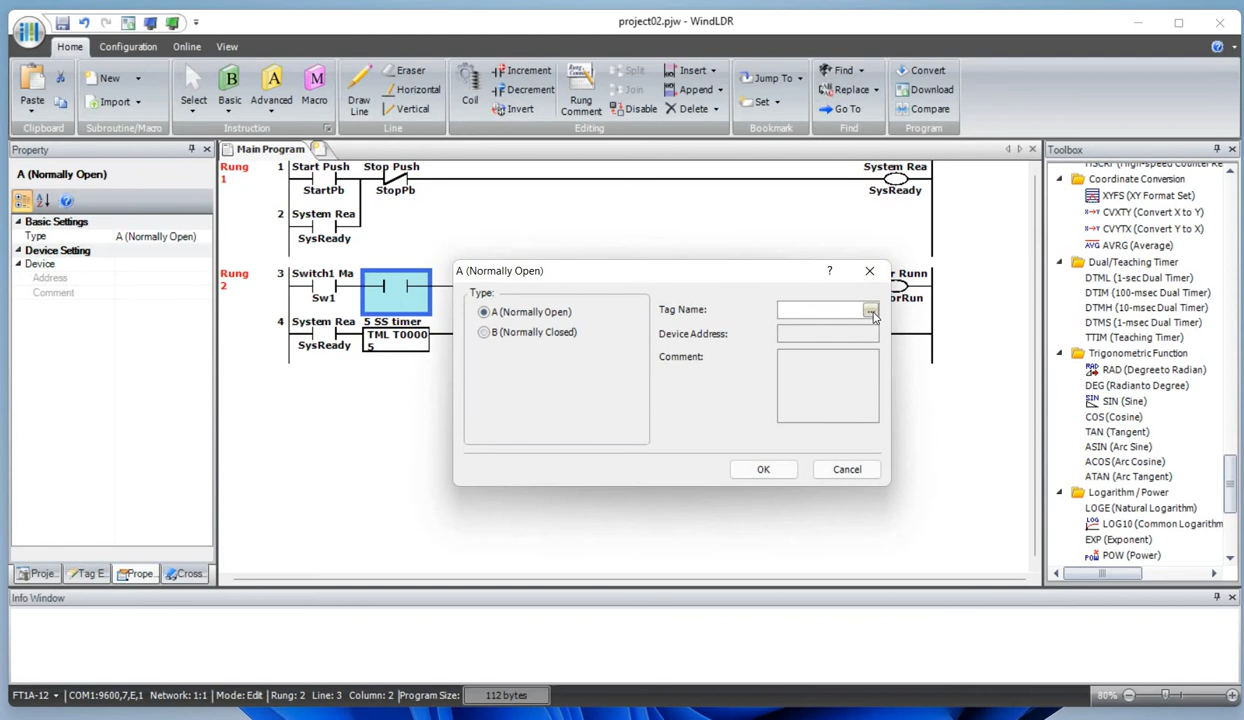 project02.pjw - WindLDR
Home Configuration Online View
Paste
Clipboard
New
Import
Subroutine/Macro
Select
B
Basic
A
Advanced
M
Macro
Instruction
Draw
Line
Eraser
Horizontal
Vertical
Line
Coil
Increment
Decrement
Invert
Rung
Comment
Split
Join
Disable
Insert
Append
Delete
Editing
Jump To
Set
Bookmark
Find
Replace
Go To
Find
Convert
Download
Compare
Program
Property
A (Normally Open)
Basic Settings
Type A (Normally Open)
Device Setting
Device
Address
Comment
Proje... Tag E... Prope... Cross...
Main Program
Rung 1 Start Push Stop Push System Rea
1
StartPb StopPb SysReady
2 System Rea
SysReady
Rung 3 Switch1 Ma or Runn
2
Sw1 orRun
4 System Rea 5 SS timer
TML T0000
SysReady 5
A (Normally Open) ? 
Type:
A (Normally Open)
B (Normally Closed)
Tag Name: ...
Device Address:
Comment:
OK Cancel
Toolbox
Coordinate Conversion
XYFS (XY Format Set)
CVXTY (Convert X to Y)
CVYTX (Convert Y to X)
AVRG (Average)
Dual/Teaching Timer
DTML (1-sec Dual Timer)
DTIM (100-msec Dual Timer)
DTMH (10-msec Dual Timer)
DTMS (1-msec Dual Timer)
TTIM (Teaching Timer)
Trigonometric Function
RAD (Degreeto Radian)
DEG (Radianto Degree)
SIN (Sine)
COS (Cosine)
TAN (Tangent)
ASIN (Arc Sine)
ACOS (Arc Cosine)
ATAN (Arc Tangent)
Logarithm / Power
LOGE (Natural Logarithm)
LOG10 (Common Logarithm
EXP (Exponent)
POW (Power)
Info Window
FT1A-12 COM1:9600,7,E,1 Network: 1:1 Mode: Edit Rung: 2, Line: 3, Column: 2 Program Size: 112 bytes 80%